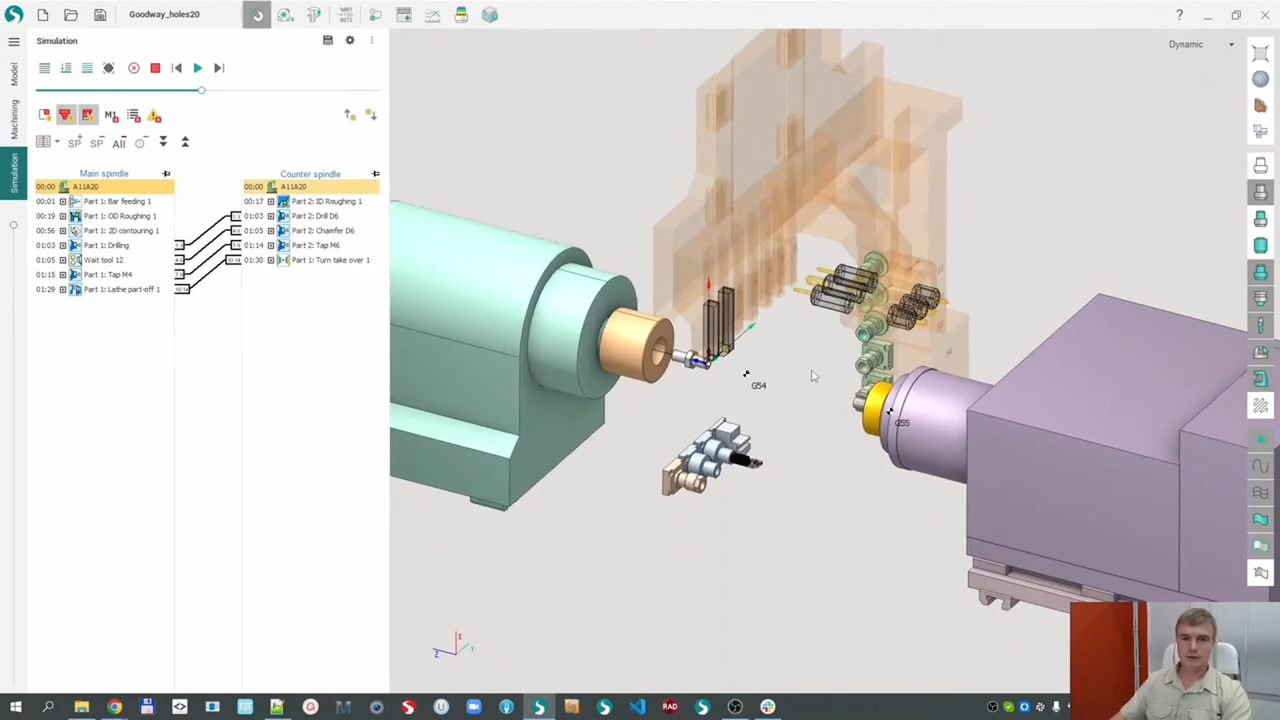 Goodway_holes20
?
Simulation
Dynamic
Model
Machining
Simulation
M1
SP
SP
All
Main spindle
Counter spindle
00:00 A11A20
00:00 A11A20
00:01 Part 1: Bar feeding 1
00:17 Part 2: ID Roughing 1
00:19 Part 1: OD Roughing 1
01:03 Part 2: Drill D6
00:56 Part 1: 2D contouring 1
01:05 Part 2: Chamfer D6
01:03 Part 1: Drilling
01:14 Part 2: Tap M6
01:05 Wait tool 12
01:30 Part 1: Turn take over 1
01:15 Part 1: Tap M4
01:29 Part 1: Lathe part-off 1
G54
G55
X
Z
Y
RAD